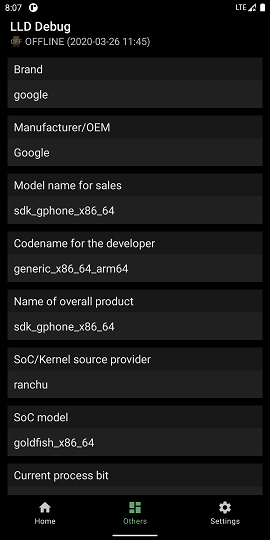 8:07
LTE
LLD Debug
OFFLINE (2020-03-26 11:45)
Brand
google
Manufacturer/OEM
Google
Model name for sales
sdk_gphone_x86_64
Codename for the developer
generic_x86_64_arm64
Name of overall product
sdk_gphone_x86_64
SoC/Kernel source provider
ranchu
SoC model
goldfish_x86_64
Current process bit
Home
Others
Settings